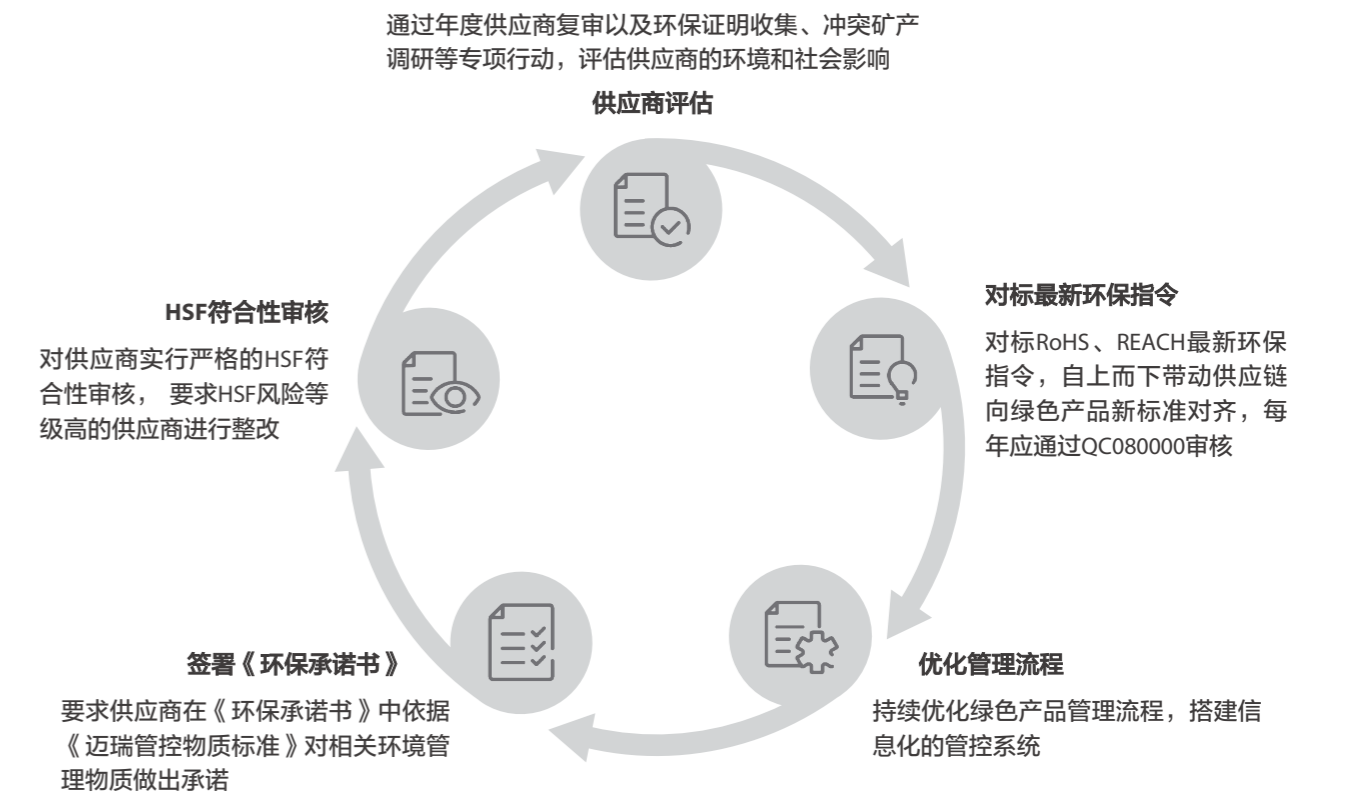 通过年度供应商复审以及环保证明收集、冲突矿产
调研等专项行动，评估供应商的环境和社会影响
供应商评估
对标最新环保指令
对标RoHS、REACH最新环保
指令，自上而下带动供应链
向绿色产品新标准对齐，每
年应通过QC080000审核
优化管理流程
持续优化绿色产品管理流程，搭建信
息化的管控系统
签署《环保承诺书》
要求供应商在《环保承诺书》中依据
《迈瑞管控物质标准》对相关环境管
理物质做出承诺
HSF符合性审核
对供应商实行严格的HSF符
合性审核， 要求HSF风险等
级高的供应商进行整改